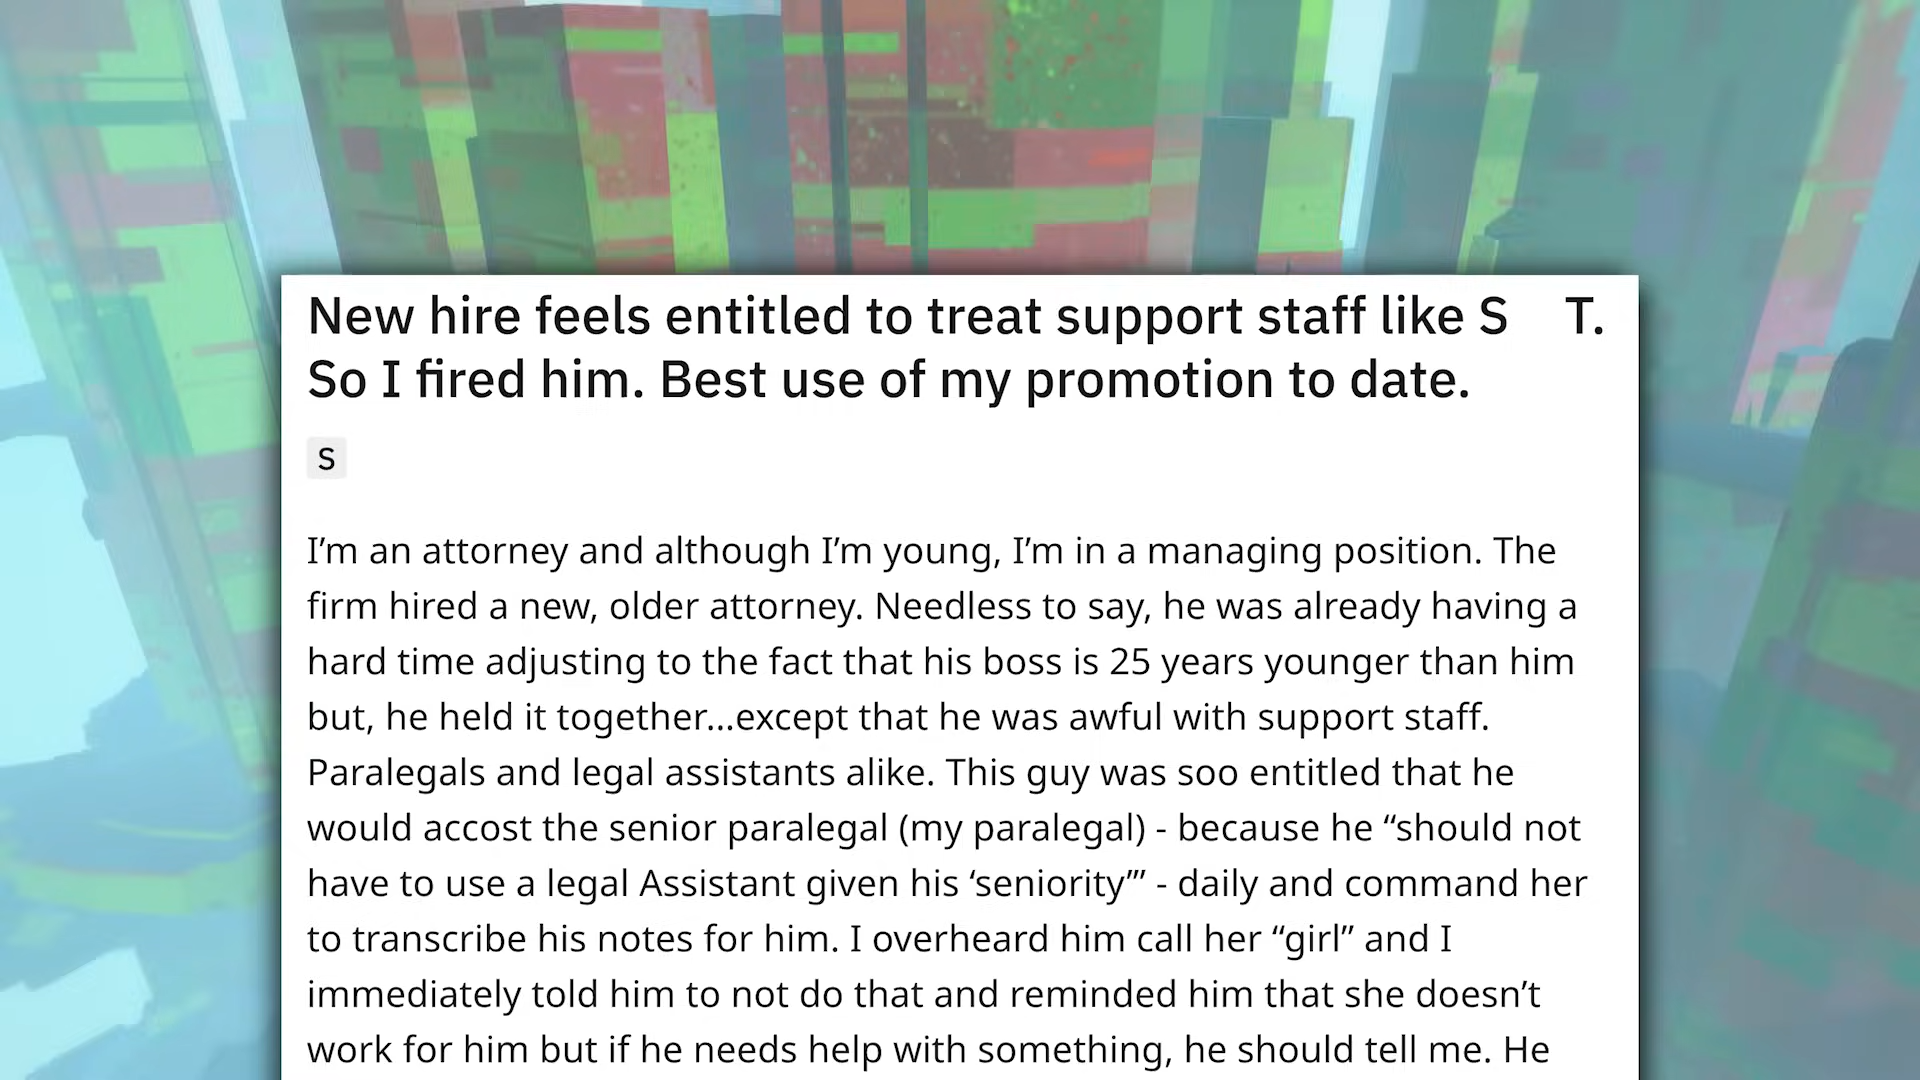 New hire feels entitled to treat support staff like S T.
So I fired him. Best use of my promotion to date.
S
I’m an attorney and although I’m young, I’m in a managing position. The
firm hired a new, older attorney. Needless to say, he was already having a
hard time adjusting to the fact that his boss is 25 years younger than him
but, he held it together...except that he was awful with support staff.
Paralegals and legal assistants alike. This guy was soo entitled that he
would accost the senior paralegal (my paralegal) - because he “should not
have to use a legal Assistant given his ‘seniority’” - daily and command her
to transcribe his notes for him. I overheard him call her “girl” and I
immediately told him to not do that and reminded him that she doesn’t
work for him but if he needs help with something, he should tell me. He